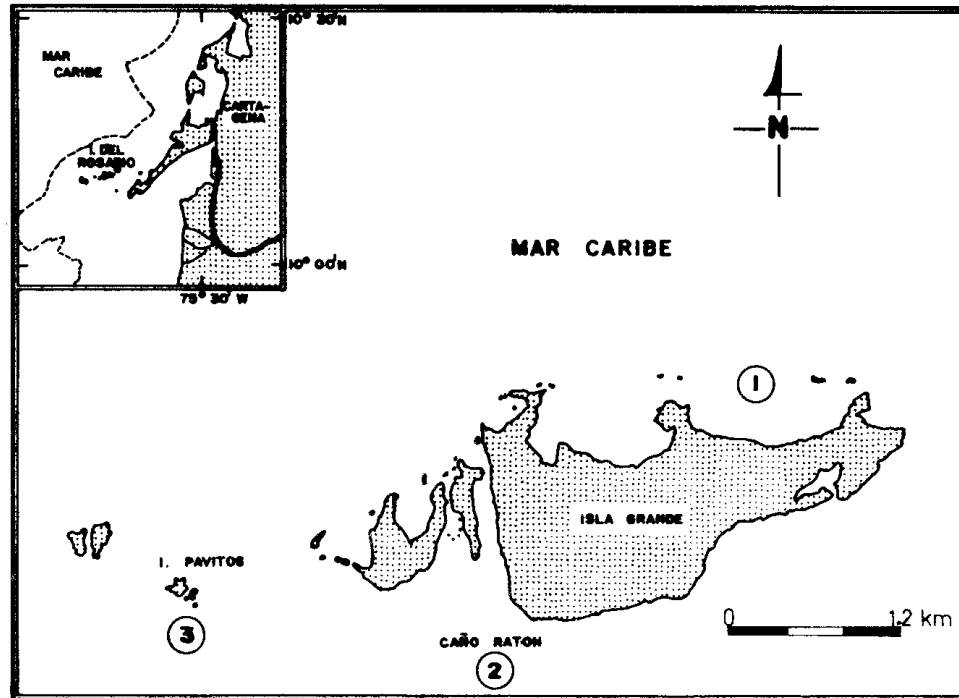 10° 30' N
MAR
CARIBE
CARTA-
GENA
I. DEL
ROSARIO
10° 00' N
75° 30' W
N
MAR CARIBE
1
ISLA GRANDE
I. PAVITOS
3
CAÑO RATON
2
0 1.2 km